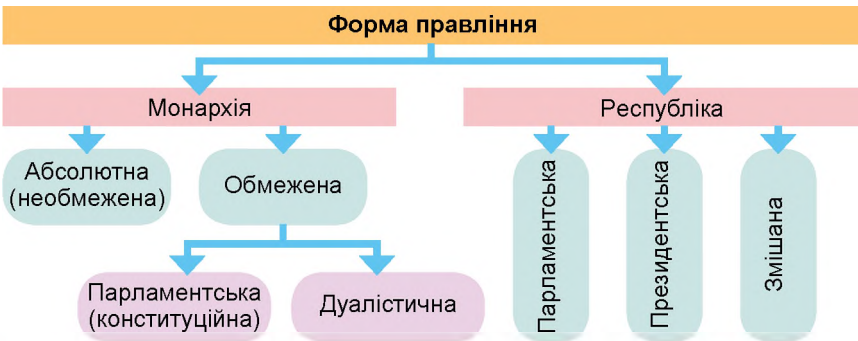 Форма правління
Монархія
Республіка
Абсолютна
(необмежена)
Обмежена
Парламентська
(конституційна)
Дуалістична
Парламентська
Президентська
Змішана